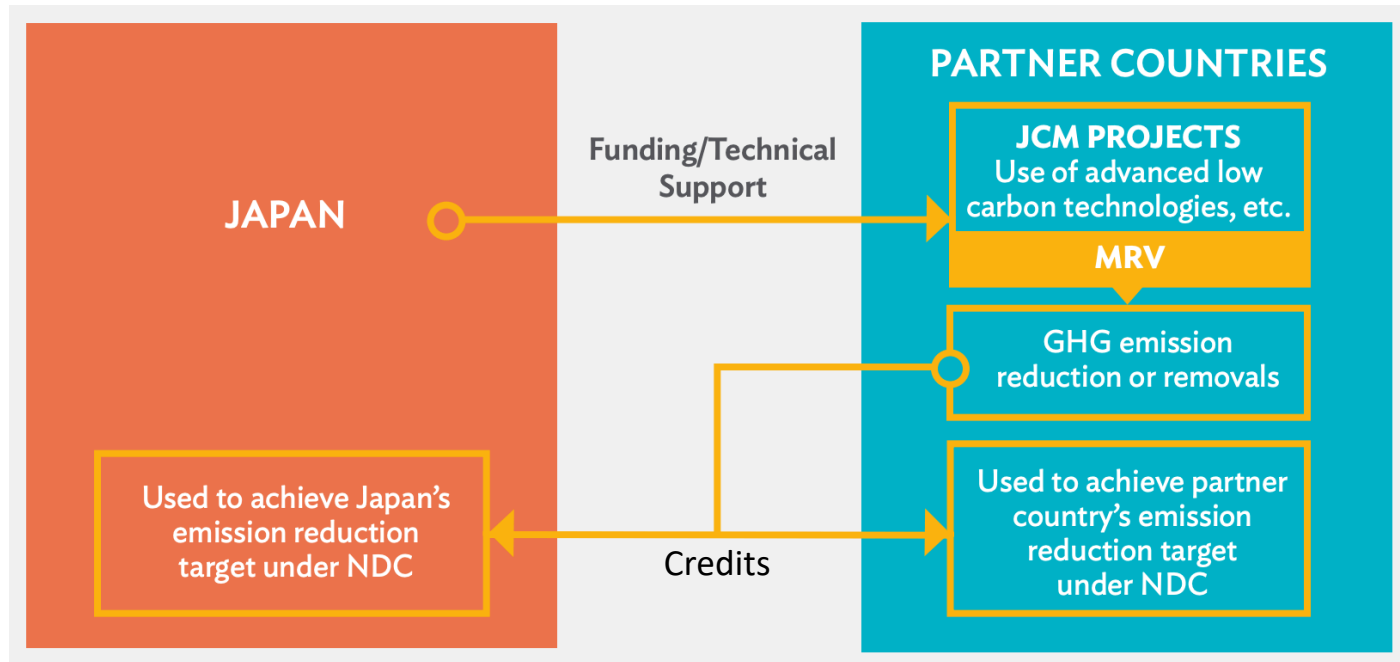 JAPAN
Funding/Technical
Support
PARTNER COUNTRIES
JCM PROJECTS
Use of advanced low
carbon technologies, etc.
MRV
GHG emission
reduction or removals
Used to achieve Japan’s
emission reduction
target under NDC
Credits
Used to achieve partner
country’s emission
reduction target
under NDC